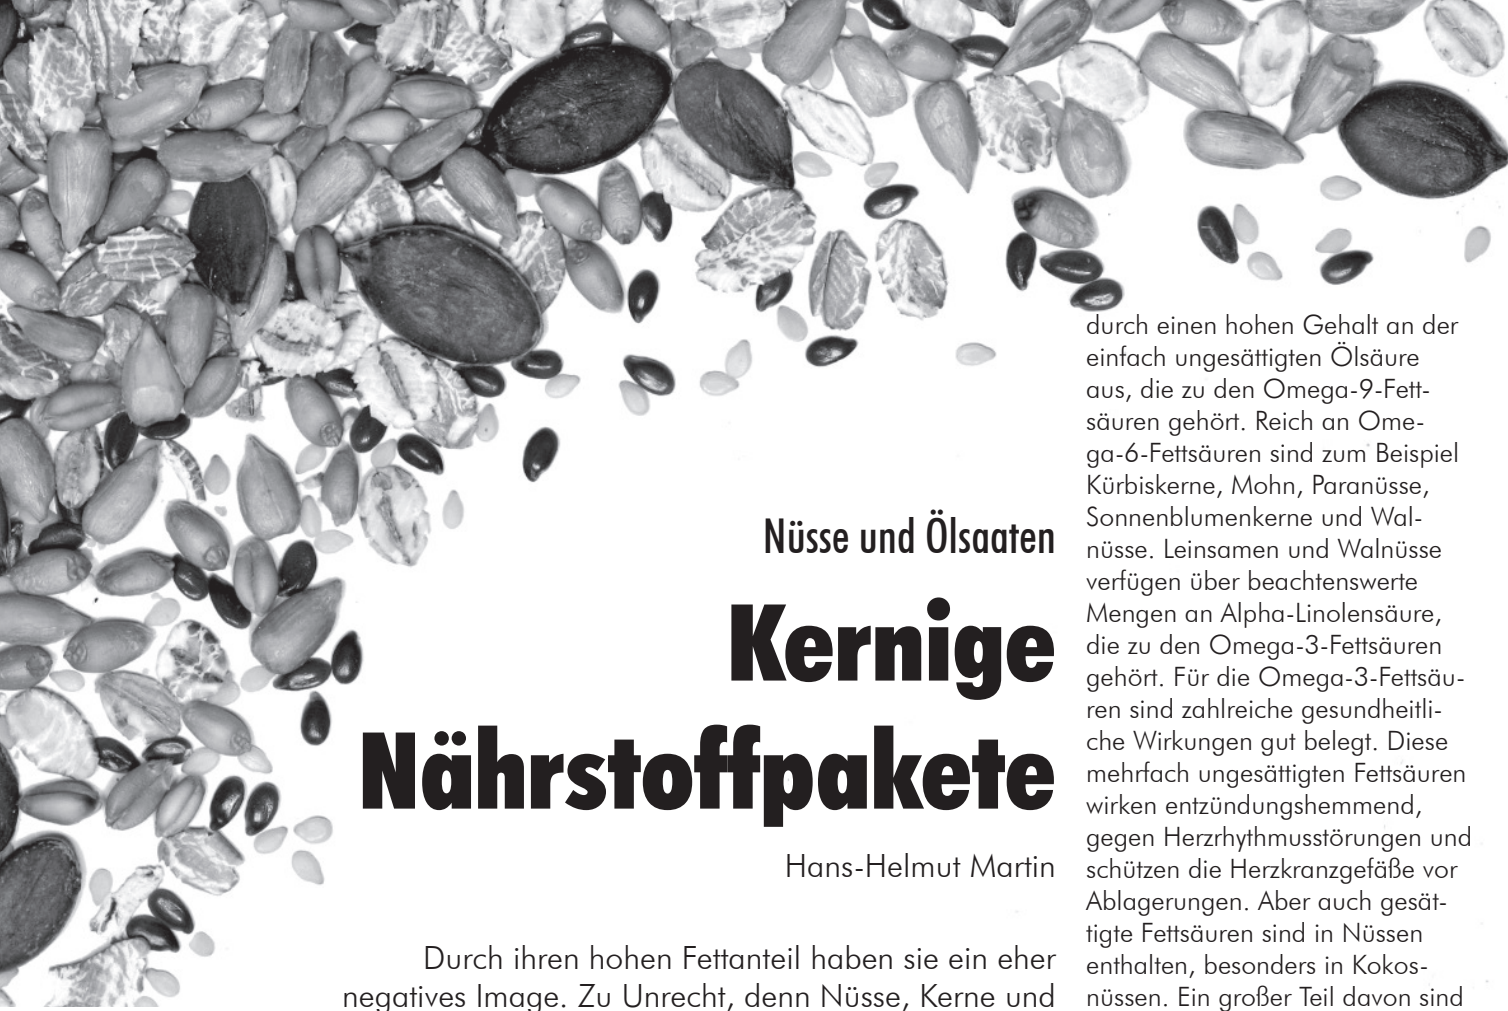 Nüsse und Ölsaaten
Kernige
Nährstoffpakete
Hans-Helmut Martin
Durch ihren hohen Fettanteil haben sie ein eher
negatives Image. Zu Unrecht, denn Nüsse, Kerne und
durch einen hohen Gehalt an der
einfach ungesättigten Ölsäure
aus, die zu den Omega-9-Fett-
säuren gehört. Reich an Ome-
ga-6-Fettsäuren sind zum Beispiel
Kürbiskerne, Mohn, Paranüsse,
Sonnenblumenkerne und Wal-
nüsse. Leinsamen und Walnüsse
verfügen über beachtenswerte
Mengen an Alpha-Linolensäure,
die zu den Omega-3-Fettsäuren
gehört. Für die Omega-3-Fettsäu-
ren sind zahlreiche gesundheitli-
che Wirkungen gut belegt. Diese
mehrfach ungesättigten Fettsäuren
wirken entzündungshemmend,
gegen Herzrhythmusstörungen und
schützen die Herzkranzgefäße vor
Ablagerungen. Aber auch gesät-
tigte Fettsäuren sind in Nüssen
enthalten, besonders in Kokos-
nüssen. Ein großer Teil davon sind